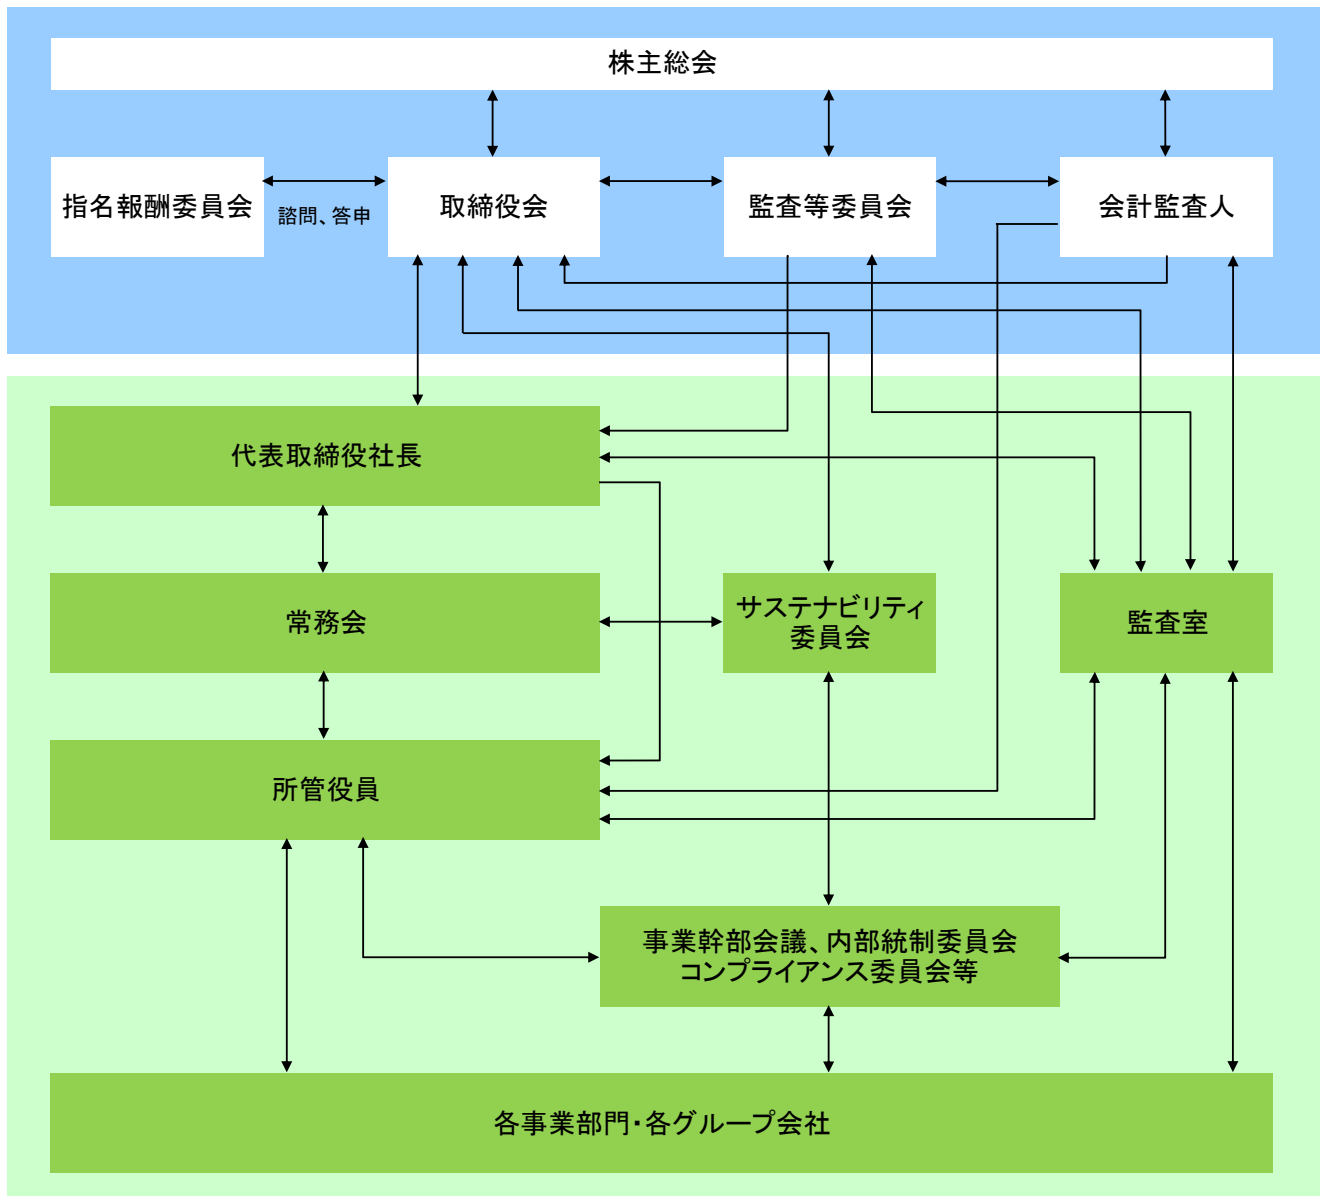 株主総会
指名報酬委員会
諮問、答申
取締役会
監査等委員会
会計監査人
代表取締役社長
常務会
サステナビリティ
委員会
監査室
所管役員
事業幹部会議、内部統制委員会
コンプライアンス委員会等
各事業部門・各グループ会社